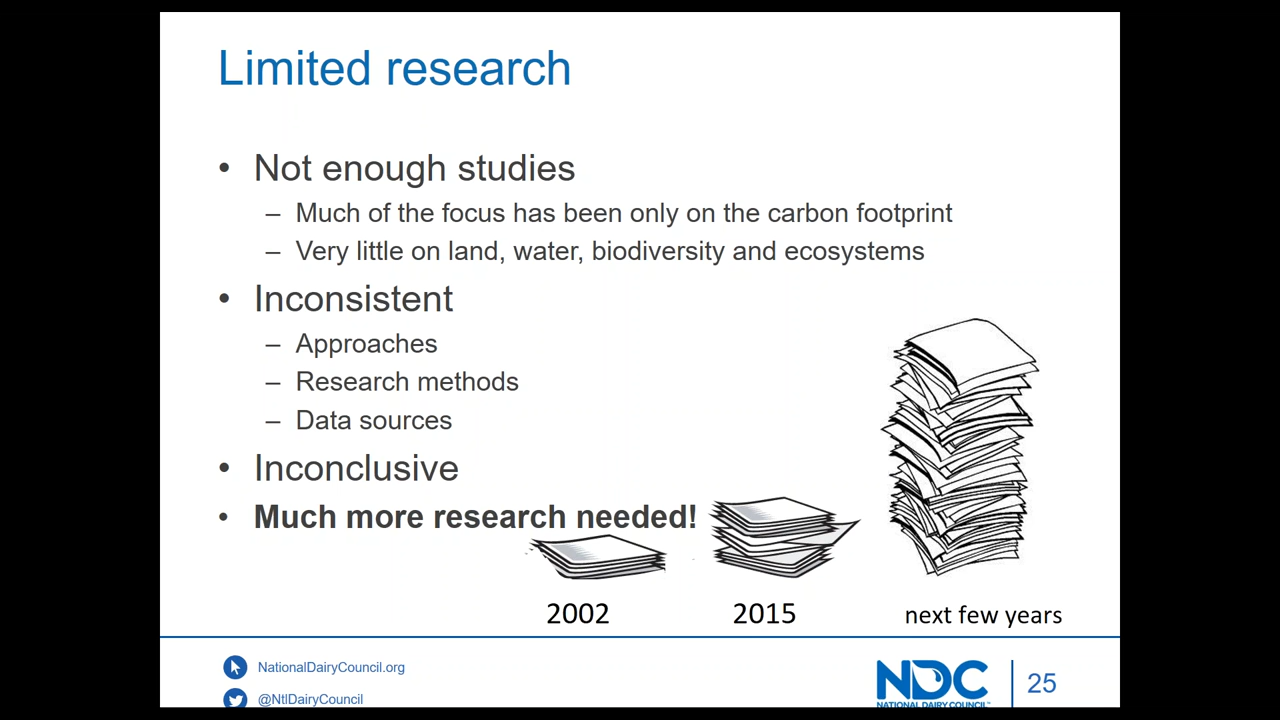 Limited research
• Not enough studies
– Much of the focus has been only on the carbon footprint
– Very little on land, water, biodiversity and ecosystems
• Inconsistent
– Approaches
– Research methods
– Data sources
• Inconclusive
• Much more research needed!
2002
2015
next few years
NationalDairyCouncil.org
@NtlDairyCouncil
NDC
NATIONAL DAIRY COUNCIL™
25